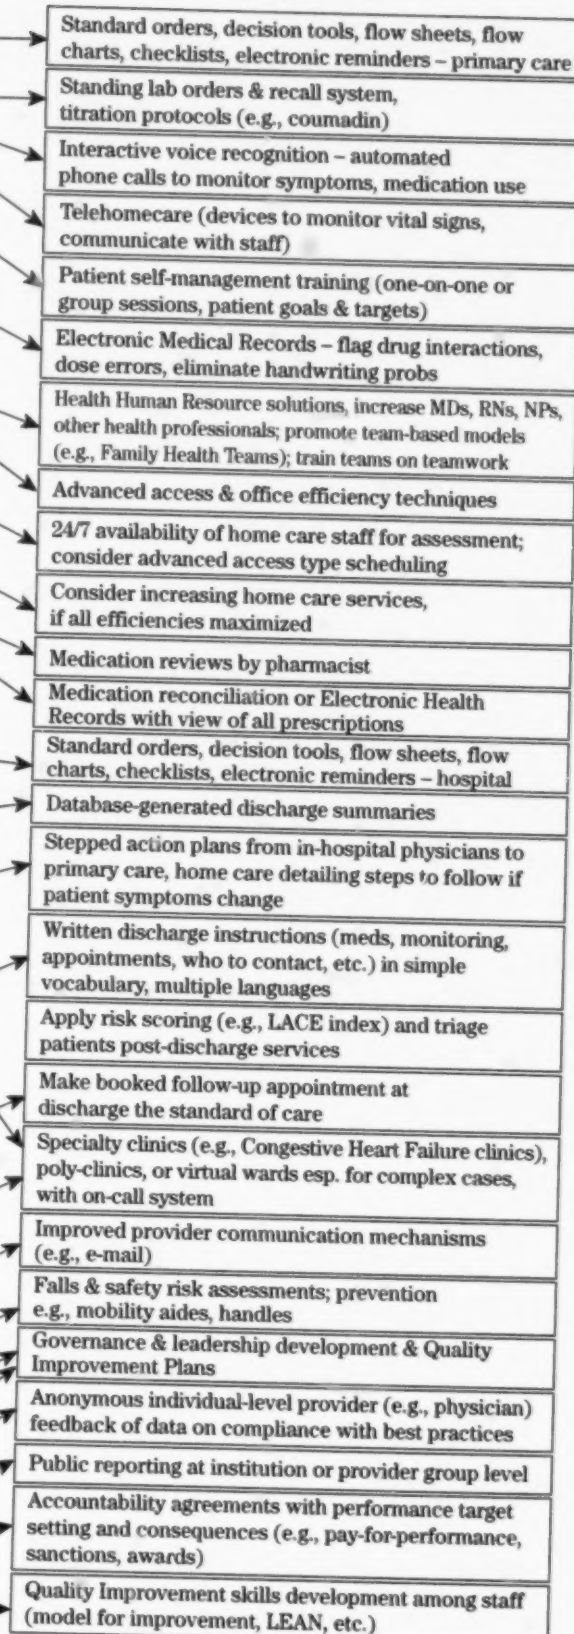 Standard orders, decision tools, flow sheets, flow
charts, checklists, electronic reminders – primary care
Standing lab orders & recall system,
titration protocols (e.g., coumadin)
Interactive voice recognition – automated
phone calls to monitor symptoms, medication use
Telehomecare (devices to monitor vital signs,
communicate with staff)
Patient self-management training (one-on-one or
group sessions, patient goals & targets)
Electronic Medical Records – flag drug interactions,
dose errors, eliminate handwriting probs
Health Human Resource solutions, increase MDs, RNs, NPs,
other health professionals; promote team-based models
(e.g., Family Health Teams); train teams on teamwork
Advanced access & office efficiency techniques
24/7 availability of home care staff for assessment;
consider advanced access type scheduling
Consider increasing home care services,
if all efficiencies maximized
Medication reviews by pharmacist
Medication reconciliation or Electronic Health
Records with view of all prescriptions
Standard orders, decision tools, flow sheets, flow
charts, checklists, electronic reminders – hospital
Database-generated discharge summaries
Stepped action plans from in-hospital physicians to
primary care, home care detailing steps to follow if
patient symptoms change
Written discharge instructions (meds, monitoring,
appointments, who to contact, etc.) in simple
vocabulary, multiple languages
Apply risk scoring (e.g., LACE index) and triage
patients post-discharge services
Make booked follow-up appointment at
discharge the standard of care
Specialty clinics (e.g., Congestive Heart Failure clinics),
poly-clinics, or virtual wards esp. for complex cases,
with on-call system
Improved provider communication mechanisms
(e.g., e-mail)
Falls & safety risk assessments; prevention
e.g., mobility aides, handles
Governance & leadership development & Quality
Improvement Plans
Anonymous individual-level provider (e.g., physician)
feedback of data on compliance with best practices
Public reporting at institution or provider group level
Accountability agreements with performance target
setting and consequences (e.g., pay-for-performance,
sanctions, awards)
Quality Improvement skills development among staff
(model for improvement, LEAN, etc.)